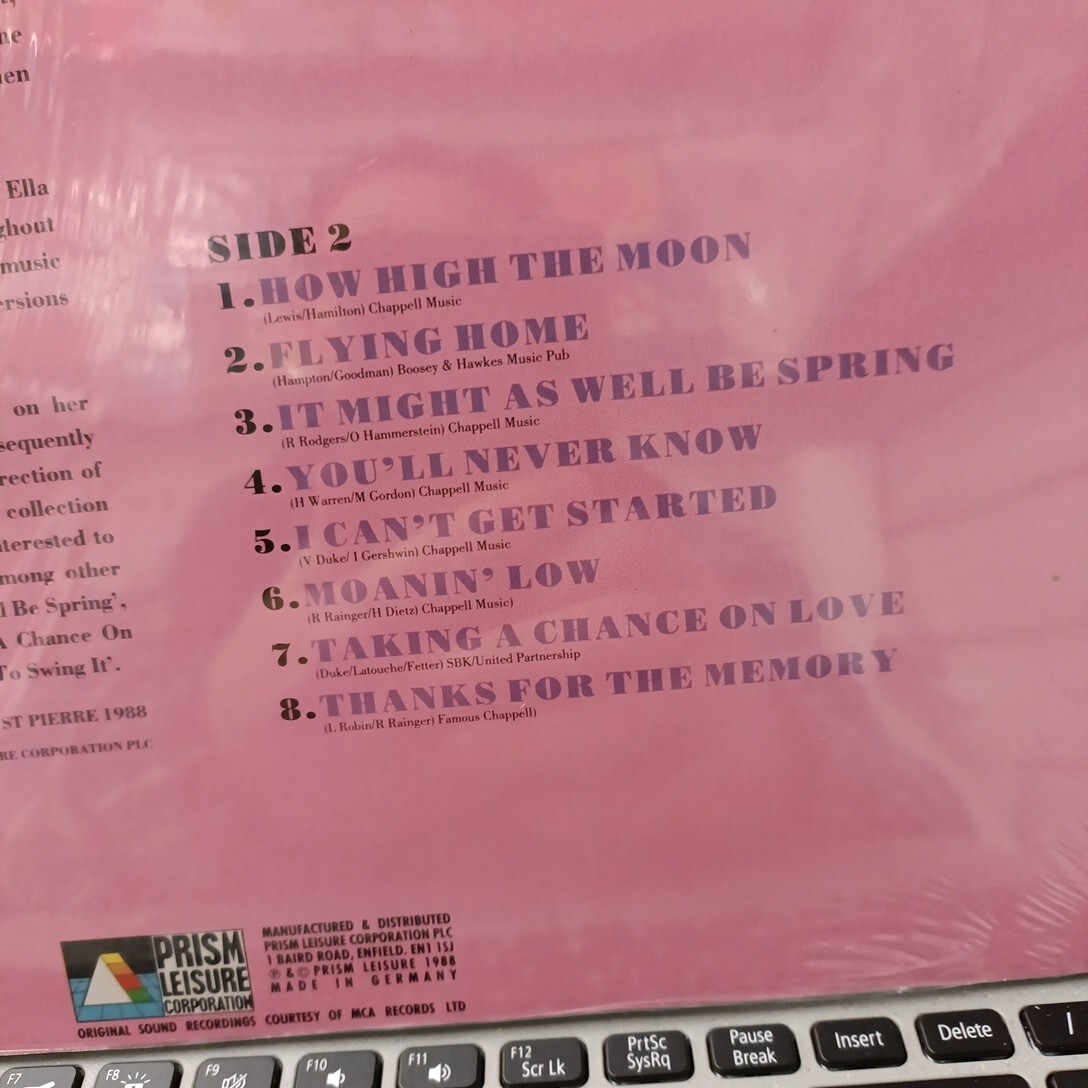 Ella
music
on her
collection
to
other
Be Spring',
Chance On
Swing It'.
ST PIERRE 1988
CORPORATION PLC
SIDE 2
1. HOW HIGH THE MOON
(Lewis/Hamilton) Chappell Music
2. FLYING HOME
(Hampton/Goodman) Boosey & Hawkes Music Pub
3. IT MIGHT AS WELL BE SPRING
(R Rodgers/O Hammerstein) Chappell Music
4. YOU'LL NEVER KNOW
(H Warren/M Gordon) Chappell Music
5. I CAN'T GET STARTED
(V Duke/ I Gershwin) Chappell Music
6. MOANIN' LOW
(R Rainger/H Dietz) Chappell Music)
7. TAKING A CHANCE ON LOVE
(Duke/Latouche/Fetter) SBK/United Partnership
8. THANKS FOR THE MEMORY
(L Robin/R Rainger) Famous Chappell)
PRISM
LEISURE
CORPORATION
MANUFACTURED & DISTRIBUTED
PRISM LEISURE CORPORATION PLC
1 BAIRD ROAD, ENFIELD. EN1 1SJ
℗ & © PRISM LEISURE 1988
MADE IN GERMANY
ORIGINAL SOUND RECORDINGS COURTESY OF MCA RECORDS LTD
F7
F8
F9
F10
F11
F12
Scr Lk
PrtSc
SysRq
Pause
Break
Insert
Delete